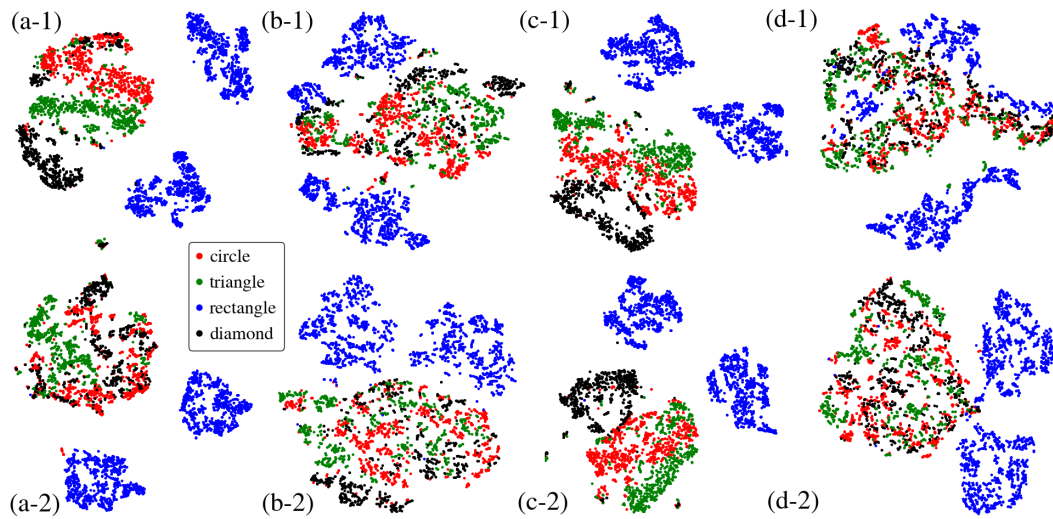 (a-1)
(b-1)
(c-1)
(d-1)
circle
triangle
rectangle
diamond
(a-2)
(b-2)
(c-2)
(d-2)